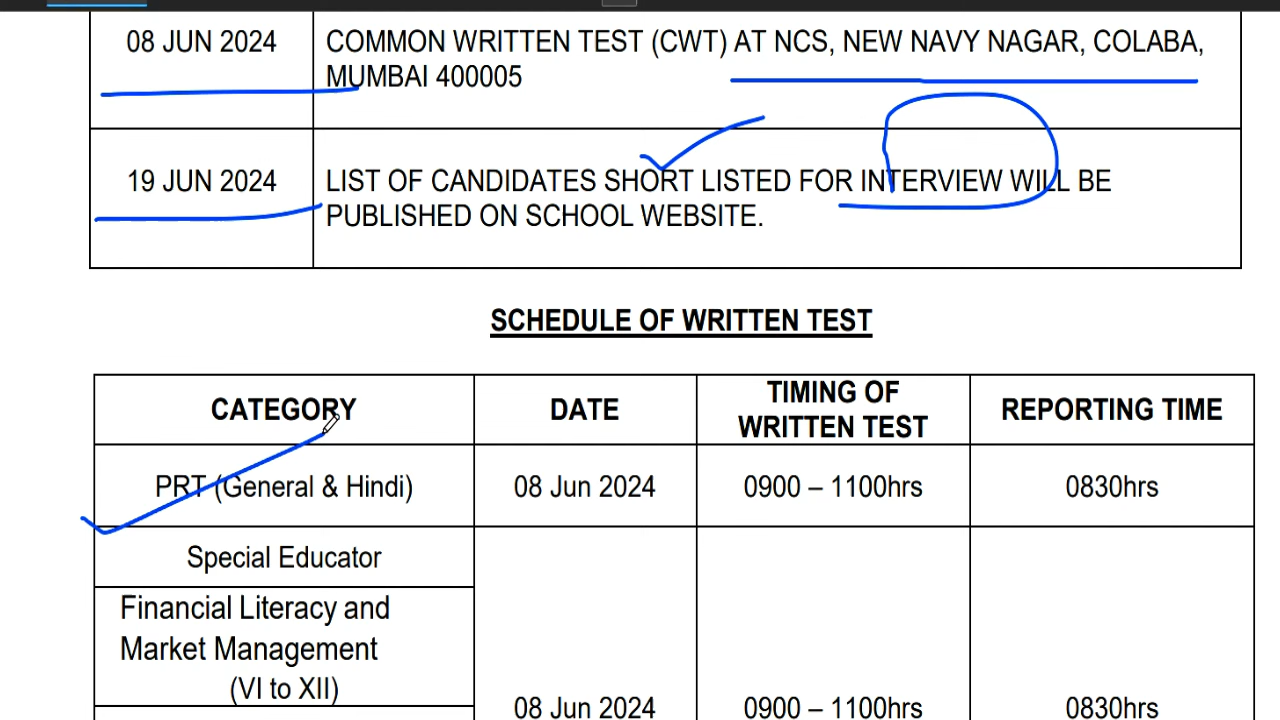 08 JUN 2024
COMMON WRITTEN TEST (CWT) AT NCS, NEW NAVY NAGAR, COLABA,
MUMBAI 400005
19 JUN 2024
LIST OF CANDIDATES SHORT LISTED FOR INTERVIEW WILL BE
PUBLISHED ON SCHOOL WEBSITE.
SCHEDULE OF WRITTEN TEST
CATEGORY
DATE
TIMING OF
WRITTEN TEST
REPORTING TIME
PRT (General & Hindi)
08 Jun 2024
0900 – 1100hrs
0830hrs
Special Educator
Financial Literacy and
Market Management
(VI to XII)
08 Jun 2024
0900 – 1100hrs
0830hrs